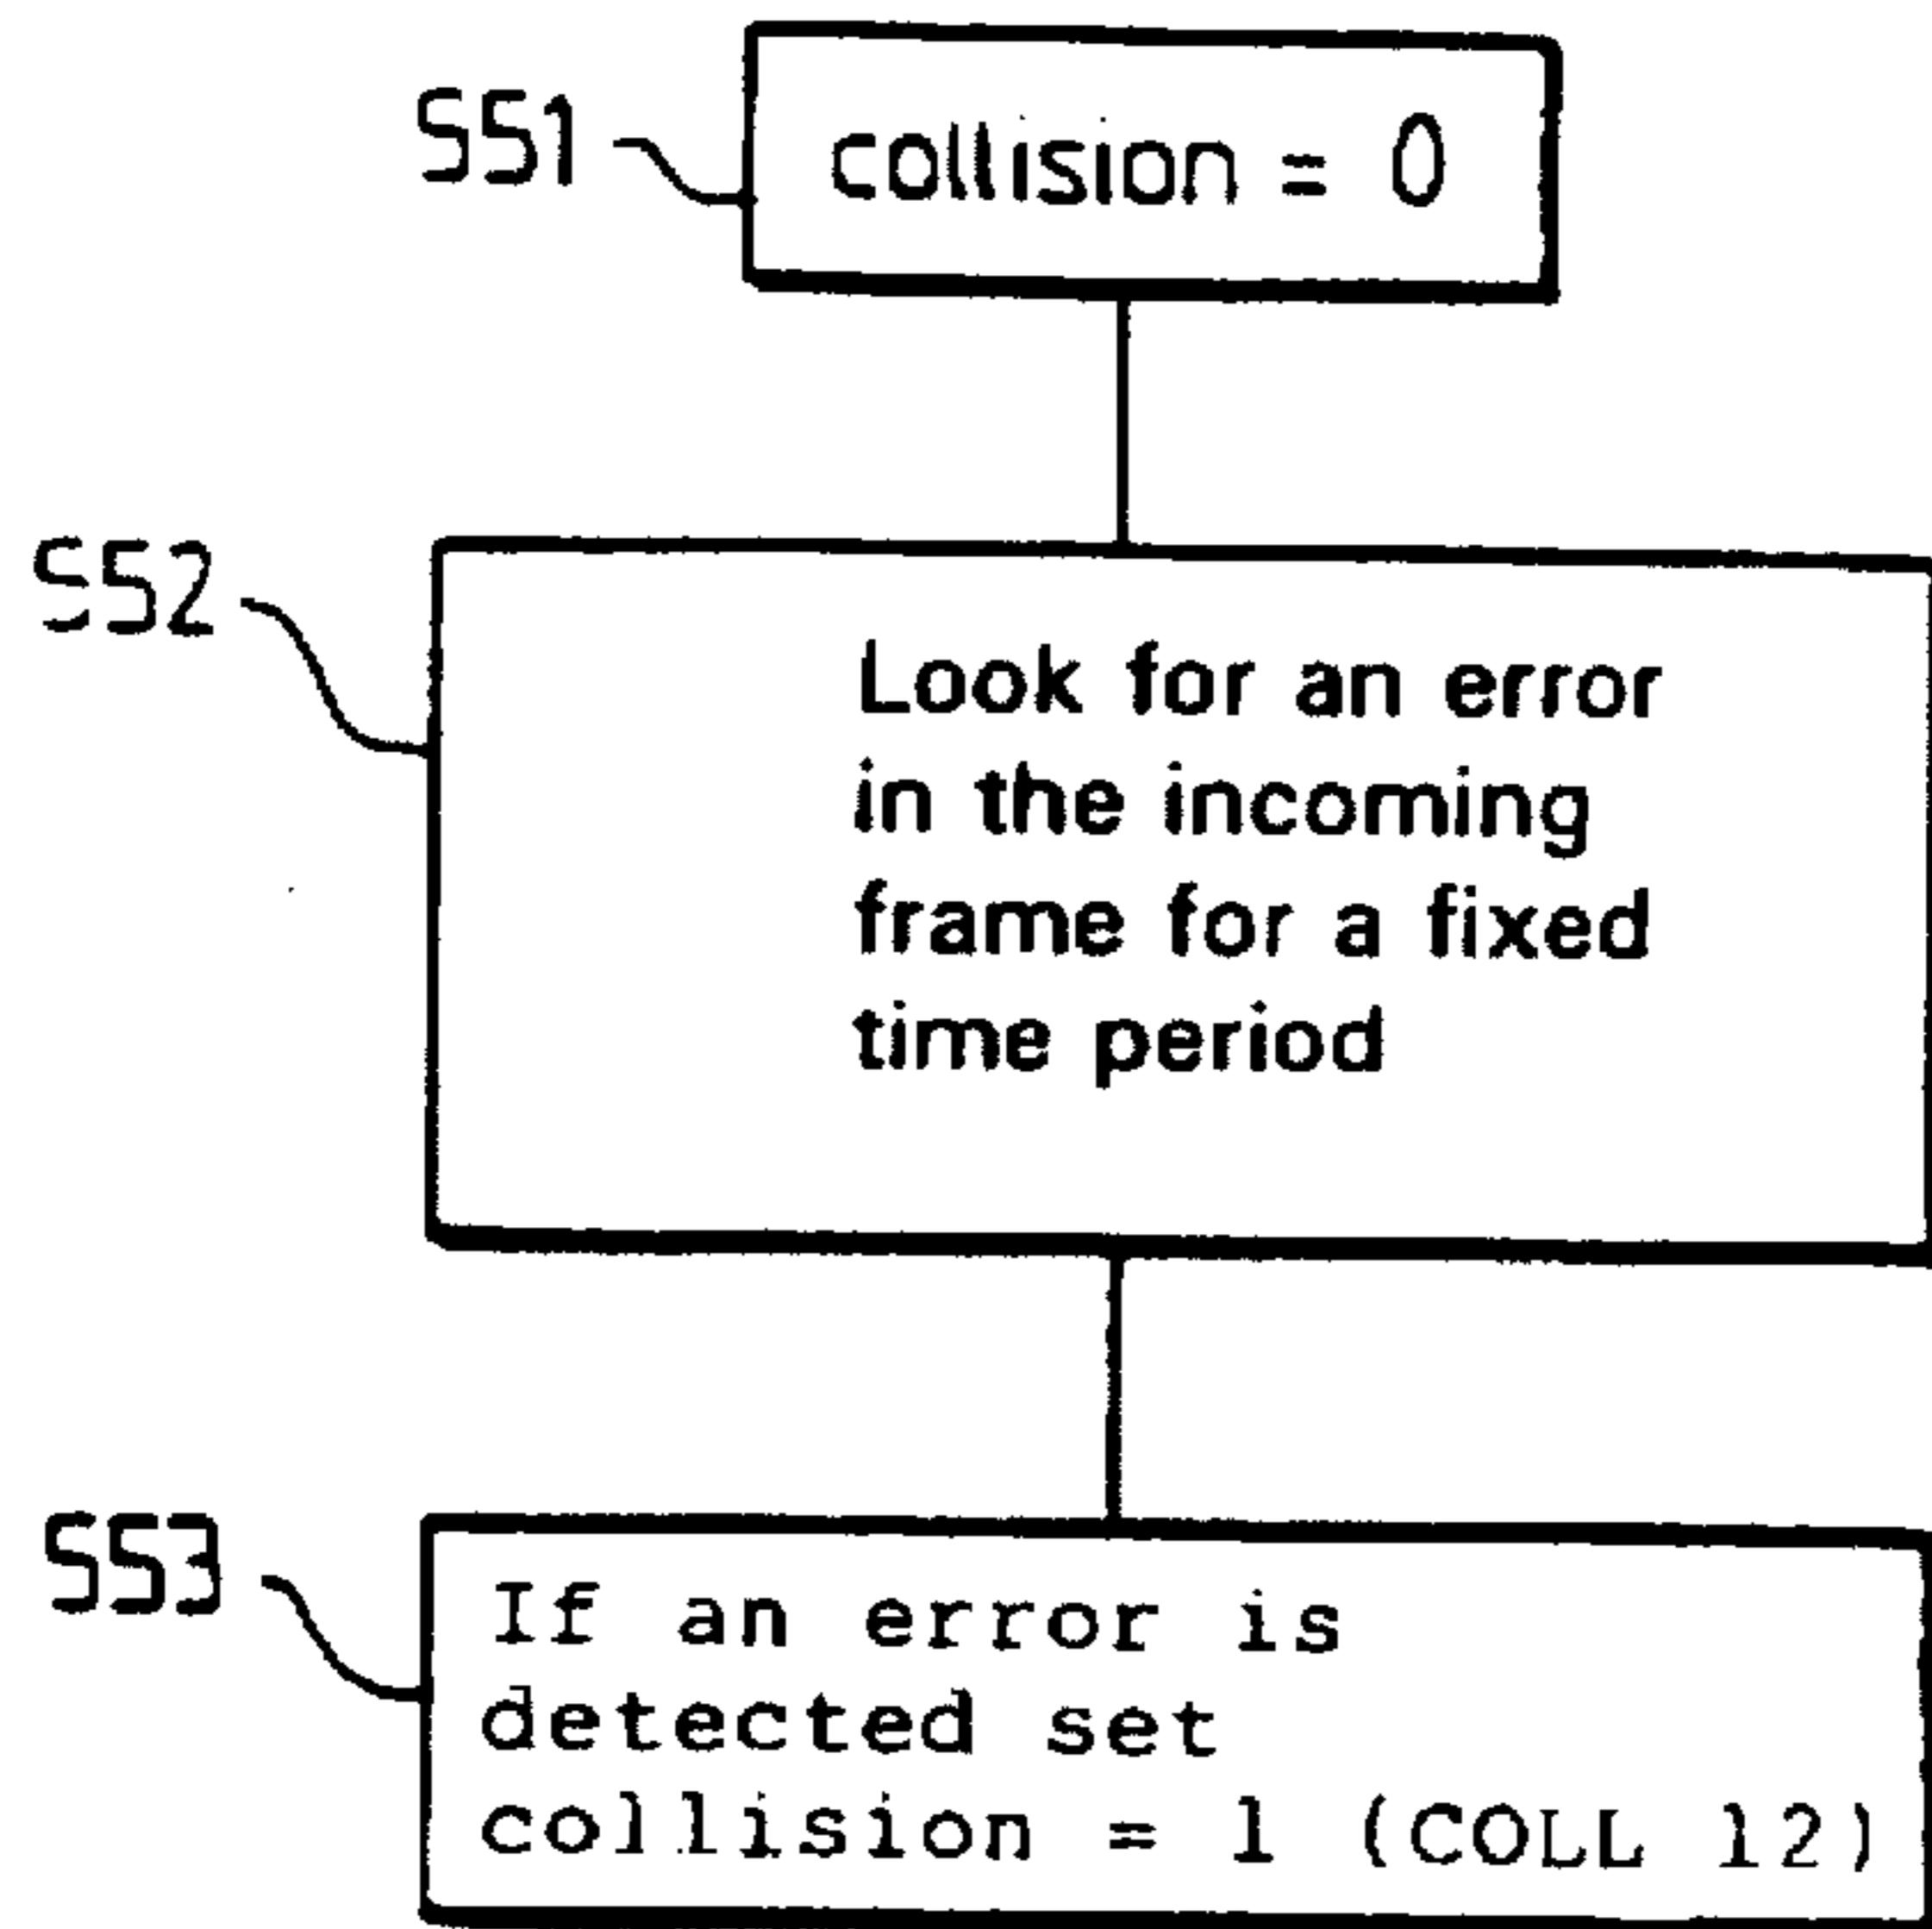 S51
collision = 0
S52
Look for an error
in the incoming
frame for a fixed
time period
S53
If an error is
detected set
collision = 1 (COLL 12)